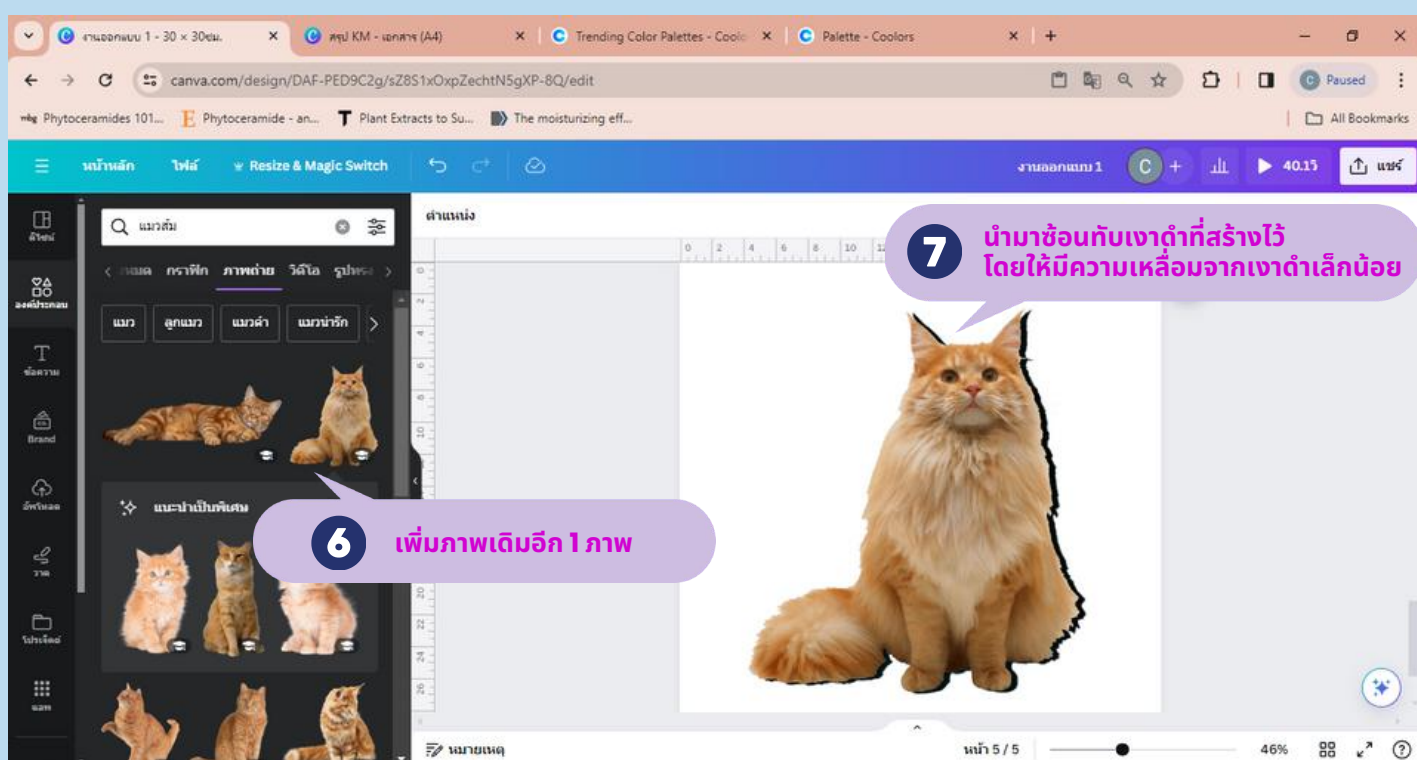 งานออกแบบ 1 - 30 × 30ซม.
สรุป KM - เอกสาร (A4)
Trending Color Palettes - Coolo
Palette - Coolors
canva.com/design/DAF-PED9C2g/sZ8S1xOxpZechtN5gXP-8Q/edit
Paused
Phytoceramides 101...
Phytoceramide - an...
Plant Extracts to Su...
The moisturizing eff...
All Bookmarks
หน้าหลัก
ไฟล์
Resize & Magic Switch
งานออกแบบ 1
C
40.1วิ
แชร์
ดีไซน์
องค์ประกอบ
ข้อความ
Brand
อัพโหลด
วาด
โปรเจ็คต์
แอพ
แมวส้ม
กราฟิก
ภาพถ่าย
วิดีโอ
แมว
ลูกแมว
แมวดำ
แมวน่ารัก
แนะนำเป็นพิเศษ
ตำแหน่ง
0 2 4 6 8 10
7
นำมาซ้อนทับเงาดำที่สร้างไว้
โดยให้มีความเหลื่อมจากเงาดำเล็กน้อย
6
เพิ่มภาพเดิมอีก 1 ภาพ
หมายเหตุ
หน้า 5 / 5
46%